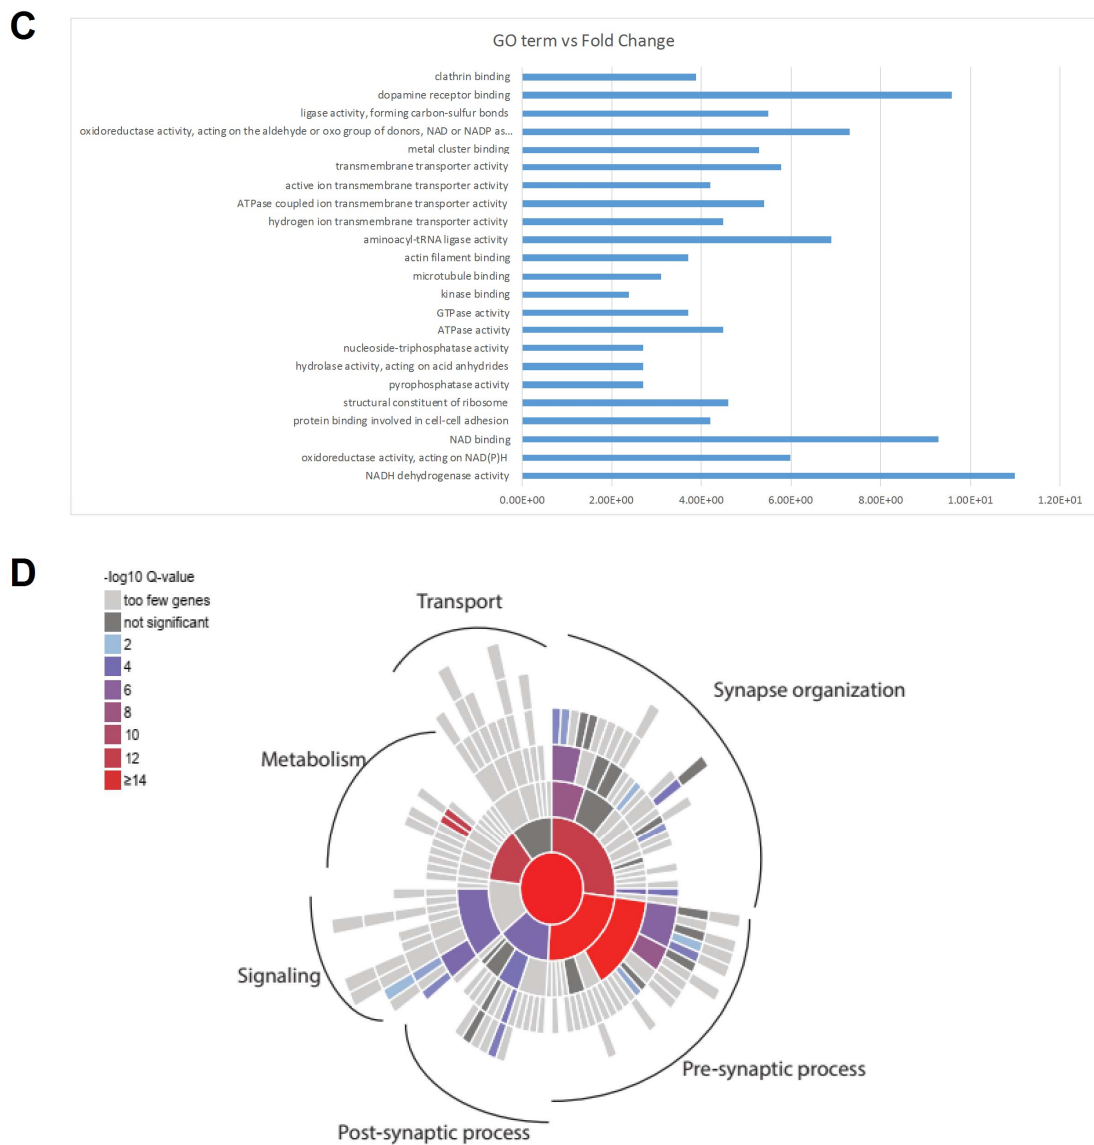 C
GO term vs Fold Change
clathrin binding
dopamine receptor binding
ligase activity, forming carbon-sulfur bonds
oxidoreductase activity, acting on the aldehyde or oxo group of donors, NAD or NADP as...
metal cluster binding
transmembrane transporter activity
active ion transmembrane transporter activity
ATPase coupled ion transmembrane transporter activity
hydrogen ion transmembrane transporter activity
aminoacyl-tRNA ligase activity
actin filament binding
microtubule binding
kinase binding
GTPase activity
ATPase activity
nucleoside-triphosphatase activity
hydrolase activity, acting on acid anhydrides
pyrophosphatase activity
structural constituent of ribosome
protein binding involved in cell-cell adhesion
NAD binding
oxidoreductase activity, acting on NAD(P)H
NADH dehydrogenase activity
0.00E+00 2.00E+00 4.00E+00 6.00E+00 8.00E+00 1.00E+01 1.20E+01
D
-log10 Q-value
too few genes
not significant
2
4
6
8
10
12
≥14
Transport
Synapse organization
Metabolism
Signaling
Pre-synaptic process
Post-synaptic process